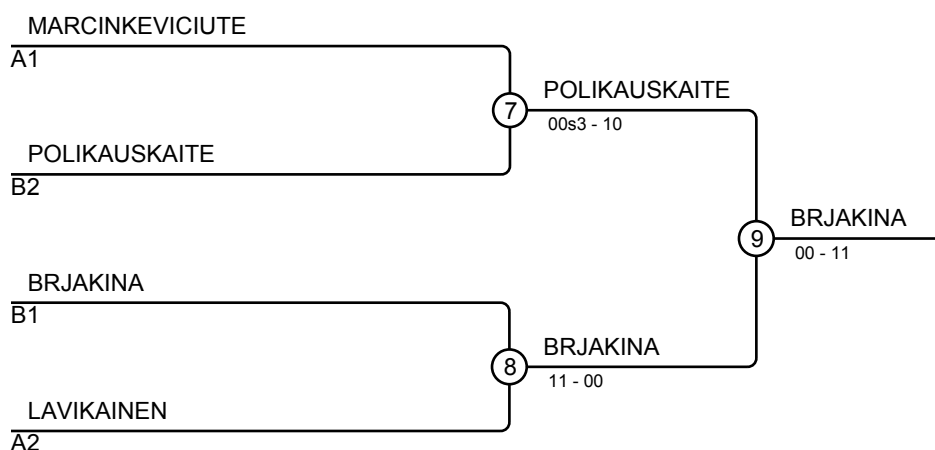 MARCINKEVICIUTE
A1
7
POLIKAUSKAITE
00s3 - 10
POLIKAUSKAITE
B2
9
BRJAKINA
00 - 11
BRJAKINA
B1
8
BRJAKINA
11 - 00
LAVIKAINEN
A2